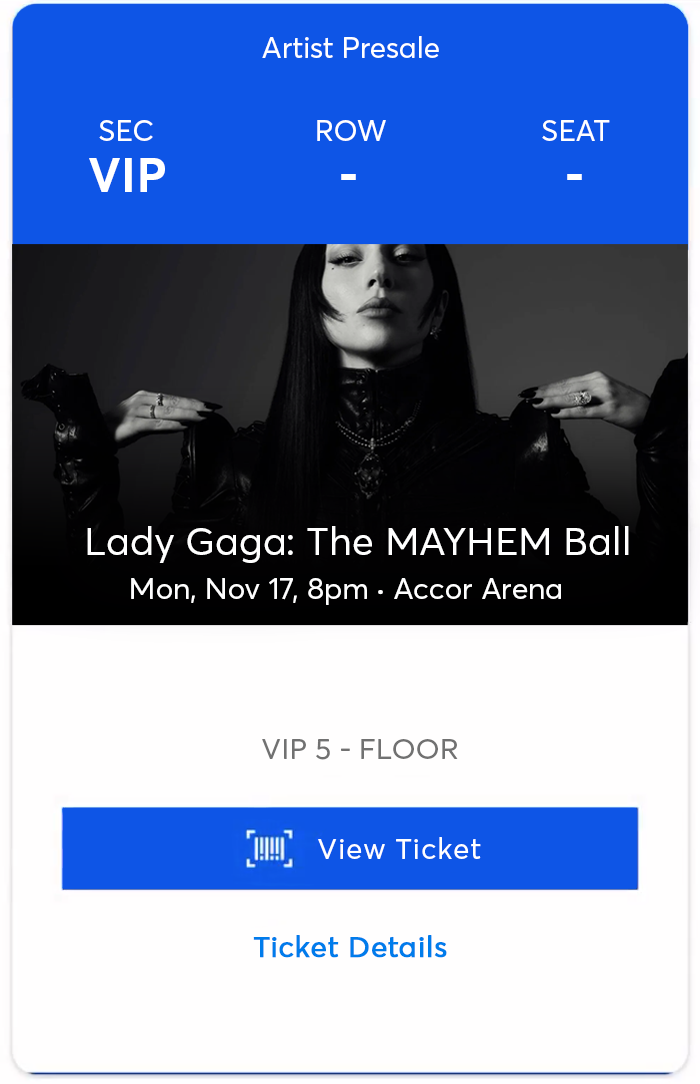 Artist Presale
SEC ROW SEAT
VIP - -
Lady Gaga: The MAYHEM Ball
Mon, Nov 17, 8pm • Accor Arena
VIP 5 - FLOOR
View Ticket
Ticket Details